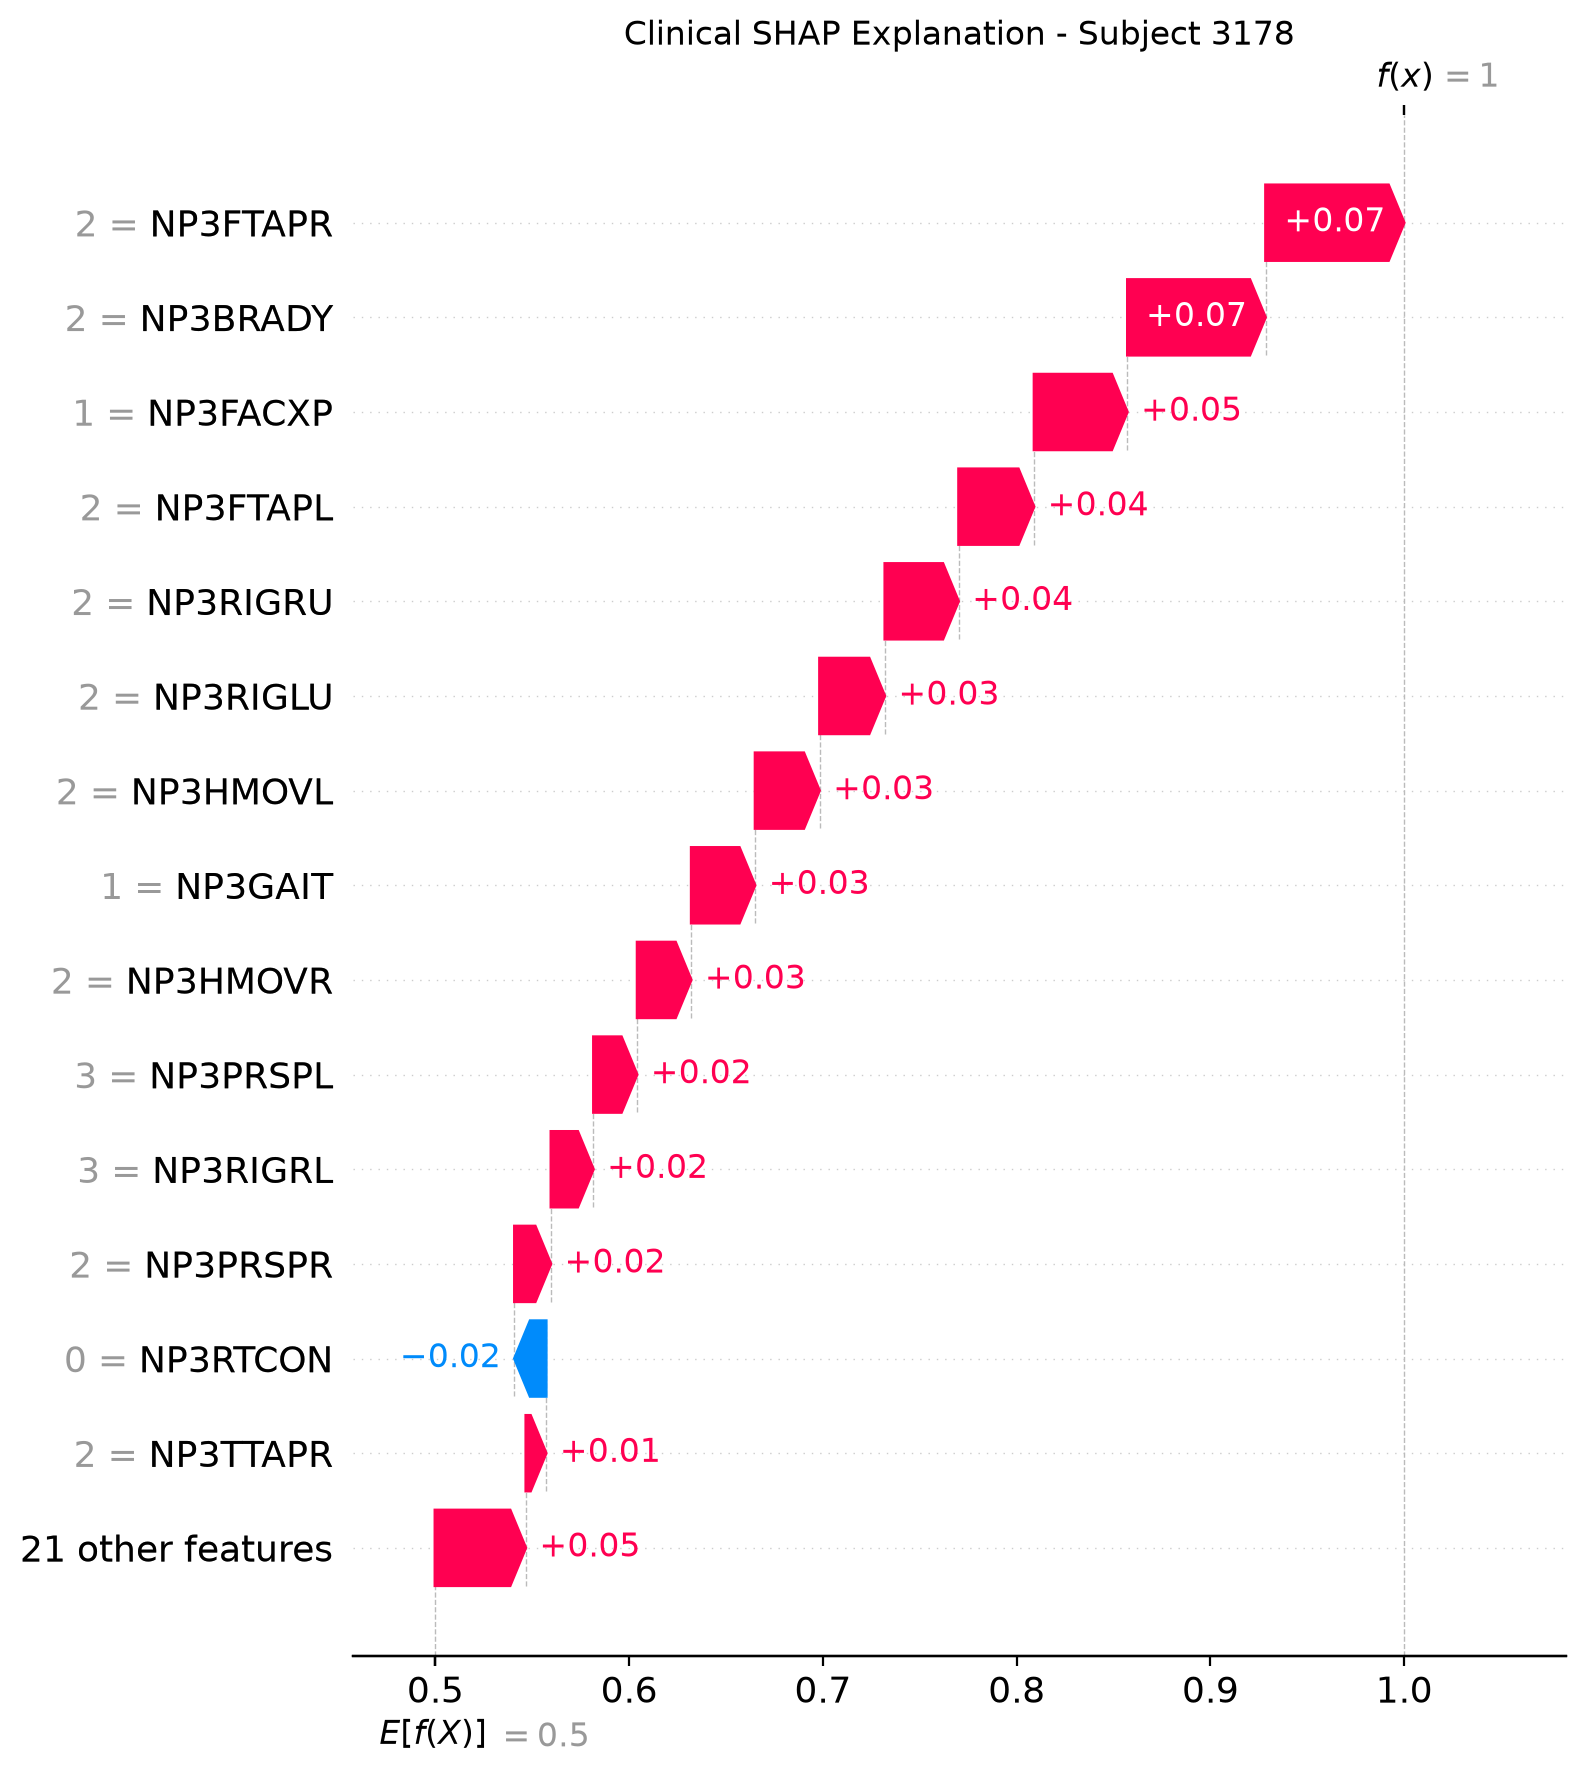 Clinical SHAP Explanation - Subject 3178
f(x) = 1
2 = NP3FTAPR +0.07
2 = NP3BRADY +0.07
1 = NP3FACXP +0.05
2 = NP3FTAPL +0.04
2 = NP3RIGRU +0.04
2 = NP3RIGLU +0.03
2 = NP3HMOVL +0.03
1 = NP3GAIT +0.03
2 = NP3HMOVR +0.03
3 = NP3PRSPL +0.02
3 = NP3RIGRL +0.02
2 = NP3PRSPR +0.02
0 = NP3RTCON −0.02
2 = NP3TTAPR +0.01
21 other features +0.05
0.5 0.6 0.7 0.8 0.9 1.0
E[f(X)] = 0.5